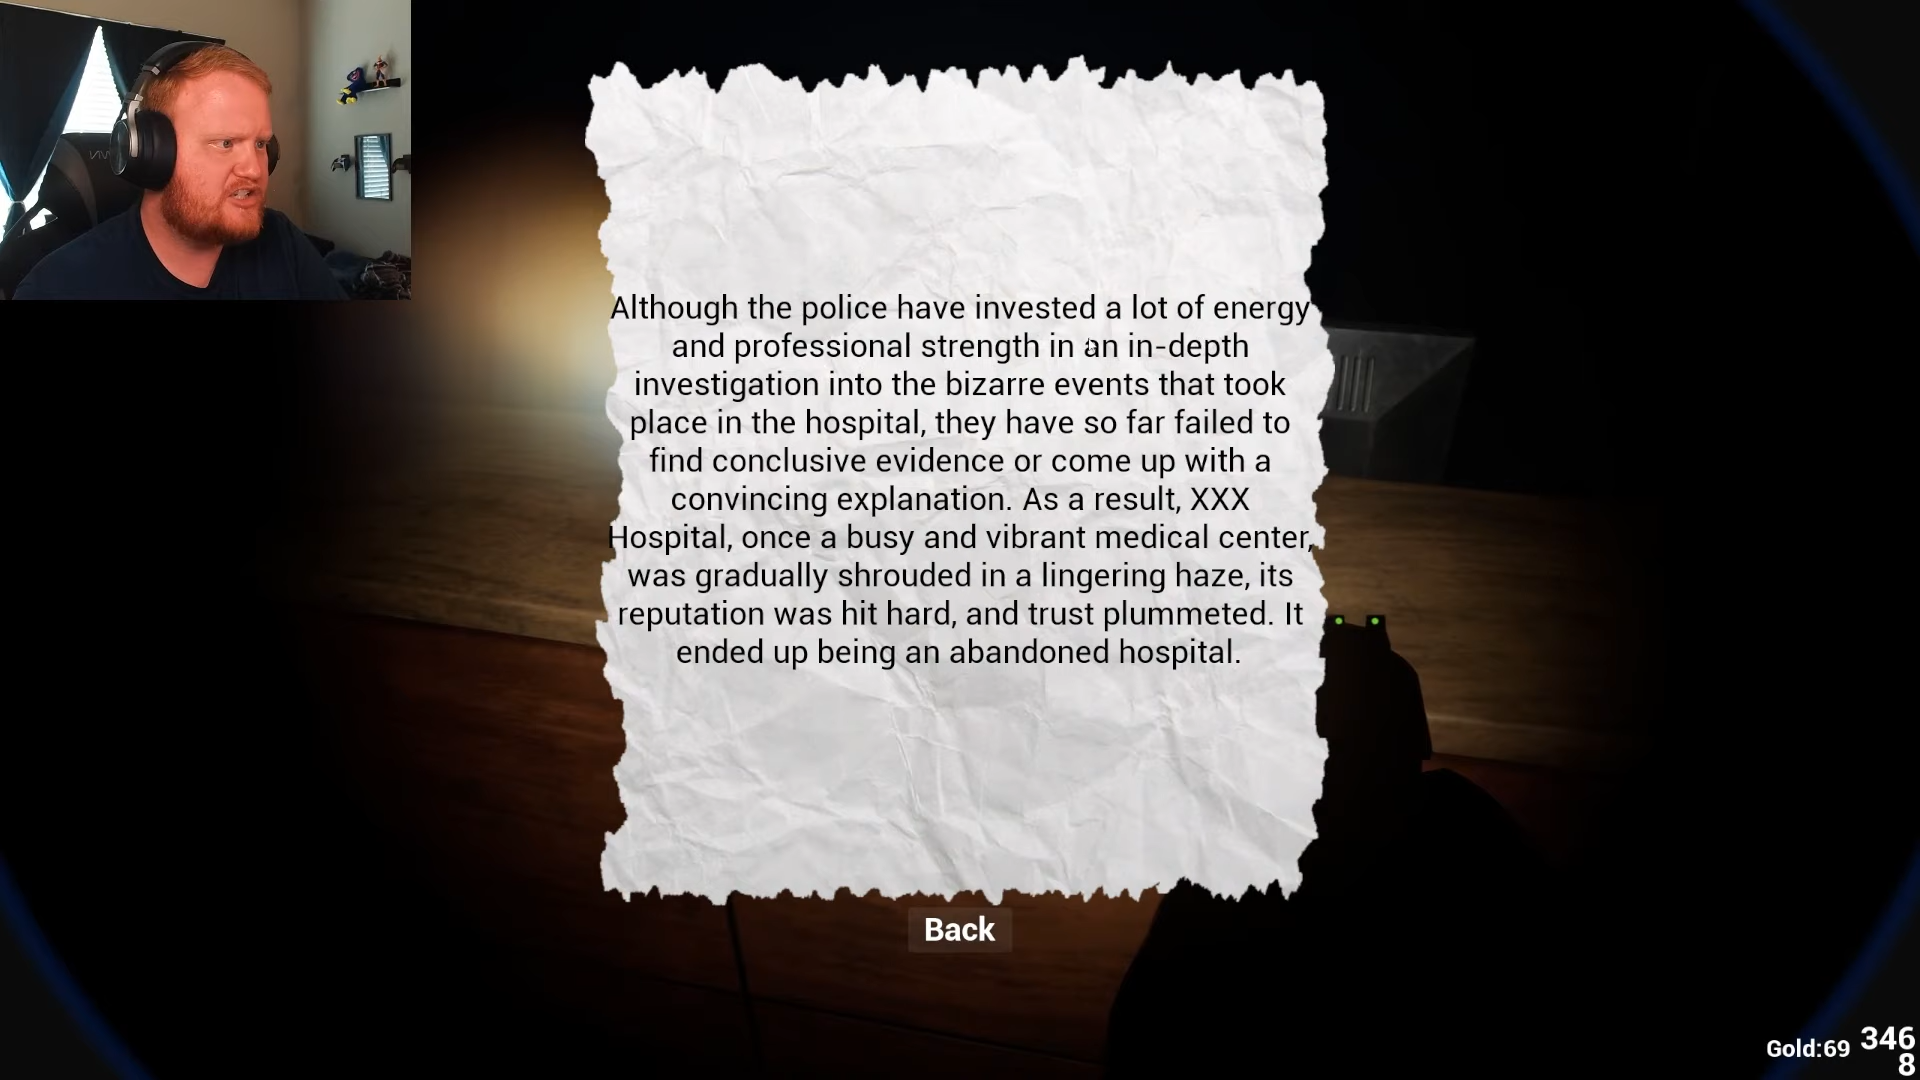 Although the police have invested a lot of energy
and professional strength in an in-depth
investigation into the bizarre events that took
place in the hospital, they have so far failed to
find conclusive evidence or come up with a
convincing explanation. As a result, XXX
Hospital, once a busy and vibrant medical center,
was gradually shrouded in a lingering haze, its
reputation was hit hard, and trust plummeted. It
ended up being an abandoned hospital.
Back
Gold:69 346
8